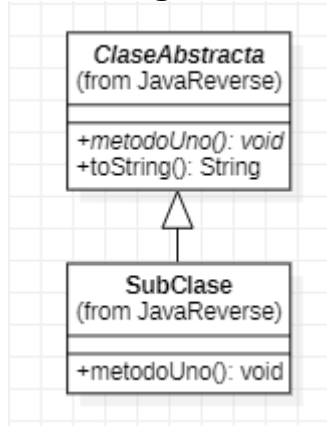 ClaseAbstracta
(from JavaReverse)
+metodoUno(): void
+toString(): String
SubClase
(from JavaReverse)
+metodoUno(): void